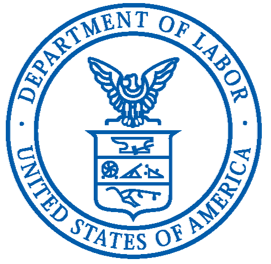 DEPARTMENT OF LABOR
UNITED STATES OF AMERICA